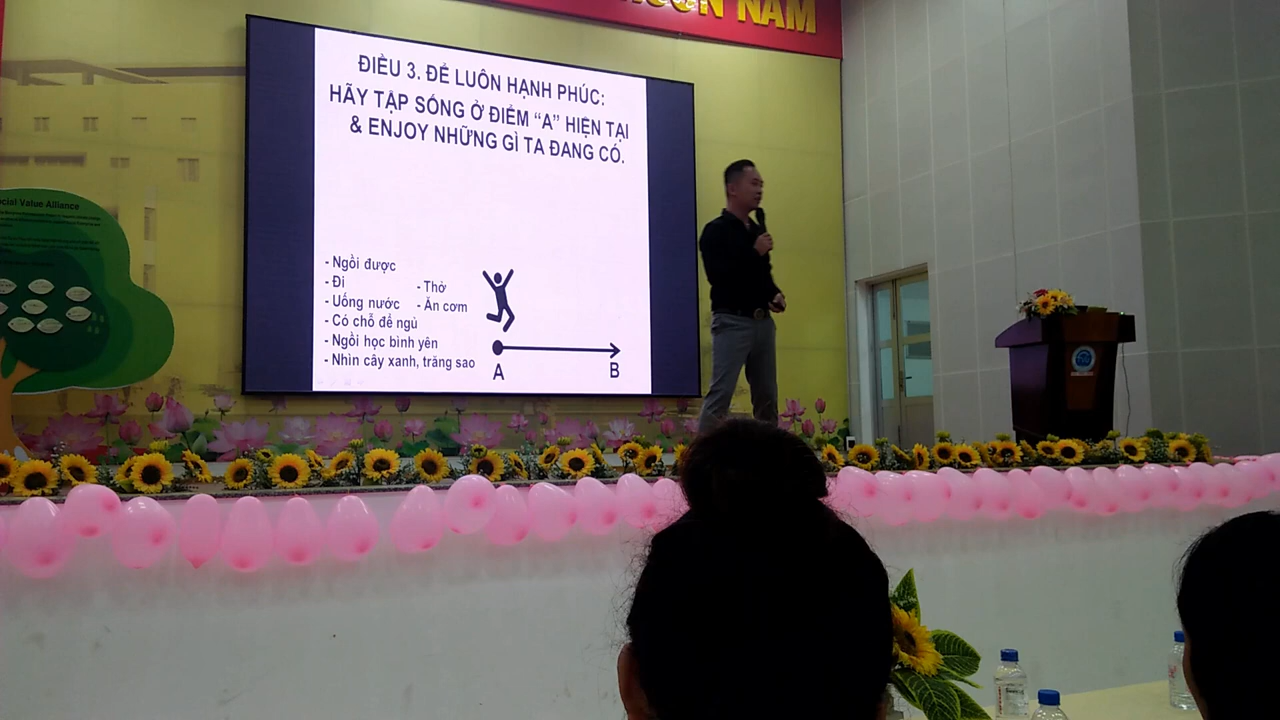 NĂM
ĐIỀU 3. ĐỂ LUÔN HẠNH PHÚC:
HÃY TẬP SỐNG Ở ĐIỂM “A” HIỆN TẠI
& ENJOY NHỮNG GÌ TA ĐANG CÓ.
- Ngồi được
- Đi - Thở
- Uống nước - Ăn cơm
- Có chỗ để ngủ
- Ngồi học bình yên
- Nhìn cây xanh, trăng sao
A B
Social Value Alliance